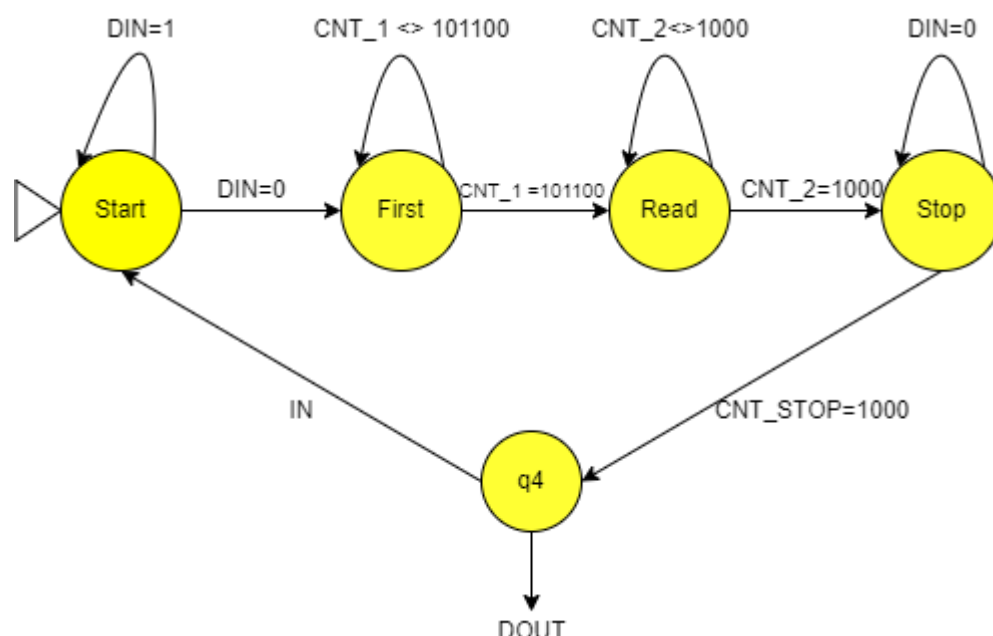 DIN=1
CNT_1 <> 101100
CNT_2<>1000
DIN=0
Start
DIN=0
First
CNT_1 =101100
Read
CNT_2=1000
Stop
IN
CNT_STOP=1000
q4
DOUT